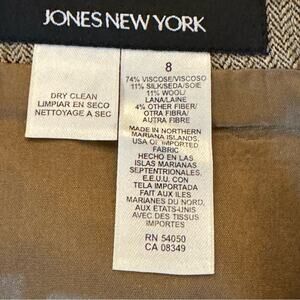 JONES NEW YORK
DRY CLEAN
LIMPIAR EN SECO
NETTOYAGE A SEC
8
74% VISCOSE/VISCOSO
11% SILK/SEDA/SOIE
11% WOOL/
LANA/LAINE
4% OTHER FIBER/
OTRA FIBRA/
AUTRE FIBRE
MADE IN NORTHERN
MARIANA ISLANDS,
USA OF IMPORTED
FABRIC
HECHO EN LAS
ISLAS MARIANAS
SEPTENTRIONALES,
E.E.U.U. CON
TELA IMPORTADA
FAIT AUX ILES
MARIANES DU NORD,
AUX ETATS-UNIS
AVEC DES TISSUS
IMPORTES
RN 54050
CA 08349